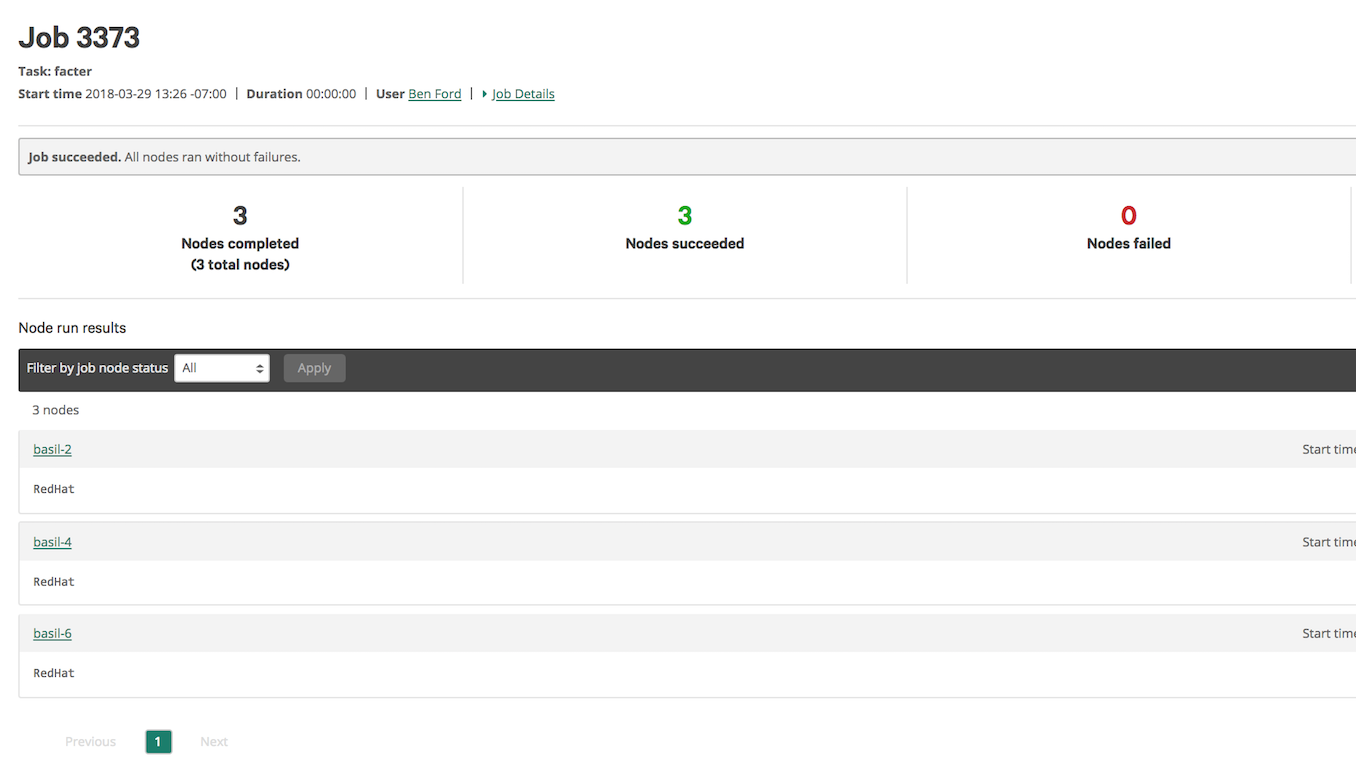 Job 3373
Task: facter
Start time 2018-03-29 13:26 -07:00 | Duration 00:00:00 | User Ben Ford | Job Details
Job succeeded. All nodes ran without failures.
3
Nodes completed
(3 total nodes)
3
Nodes succeeded
0
Nodes failed
Node run results
Filter by job node status All Apply
3 nodes
basil-2 Start time
RedHat
basil-4 Start time
RedHat
basil-6 Start time
RedHat
Previous 1 Next